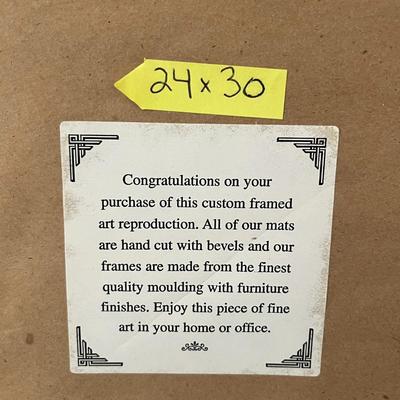 24 x 30
Congratulations on your
purchase of this custom framed
art reproduction. All of our mats
are hand cut with bevels and our
frames are made from the finest
quality moulding with furniture
finishes. Enjoy this piece of fine
art in your home or office.